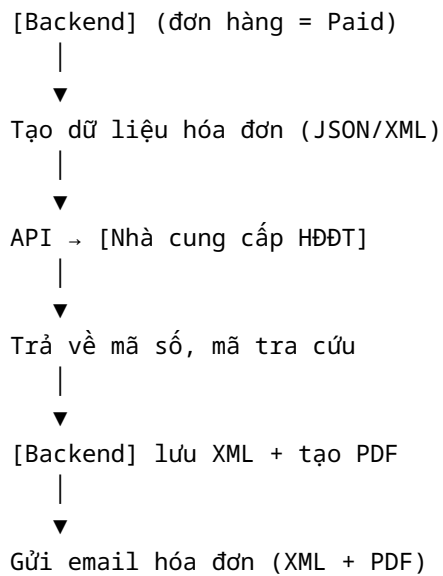 [Backend] (đơn hàng = Paid)
│
▼
Tạo dữ liệu hóa đơn (JSON/XML)
│
▼
API → [Nhà cung cấp HĐĐT]
│
▼
Trả về mã số, mã tra cứu
│
▼
[Backend] lưu XML + tạo PDF
│
▼
Gửi email hóa đơn (XML + PDF)